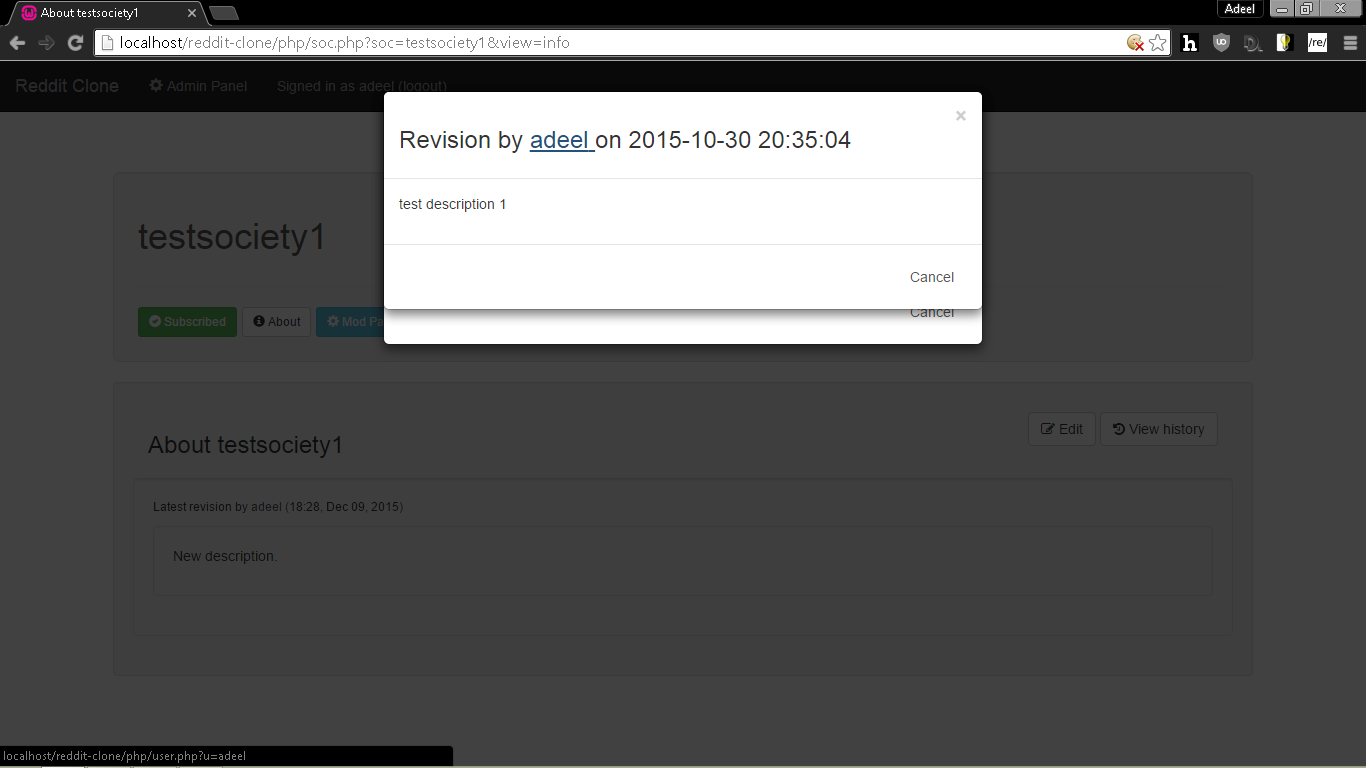 About testsociety1
Adeel
localhost/reddit-clone/php/soc.php?soc=testsociety1&view=info
h
/re/
Reddit Clone Admin Panel Signed in as adeel (logout)
×
Revision by adeel on 2015-10-30 20:35:04
test description 1
Cancel
Cancel
testsociety1
Subscribed About Mod
About testsociety1
Edit View history
Latest revision by adeel (18:28, Dec 09, 2015)
New description.
localhost/reddit-clone/php/user.php?u=adeel